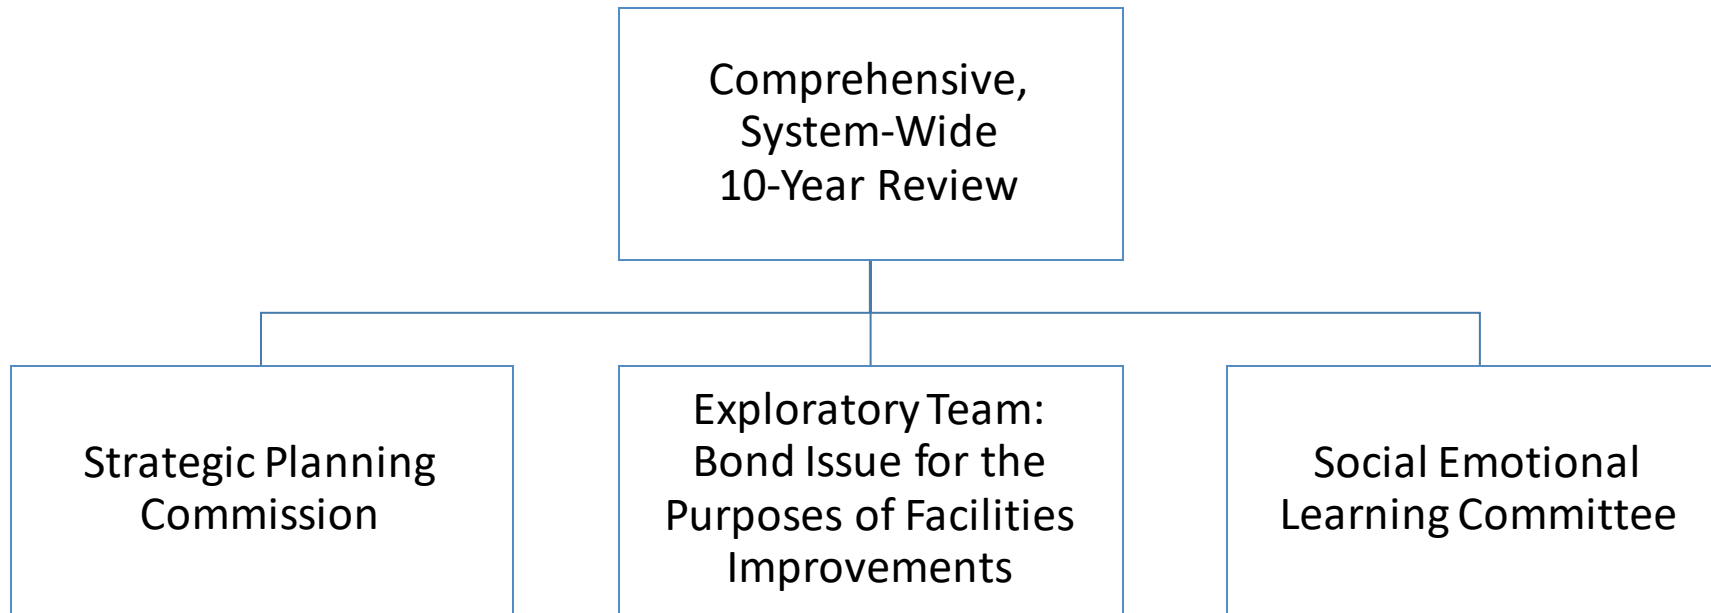 Comprehensive,
System-Wide
10-Year Review
Strategic Planning
Commission
Exploratory Team:
Bond Issue for the
Purposes of Facilities
Improvements
Social Emotional
Learning Committee